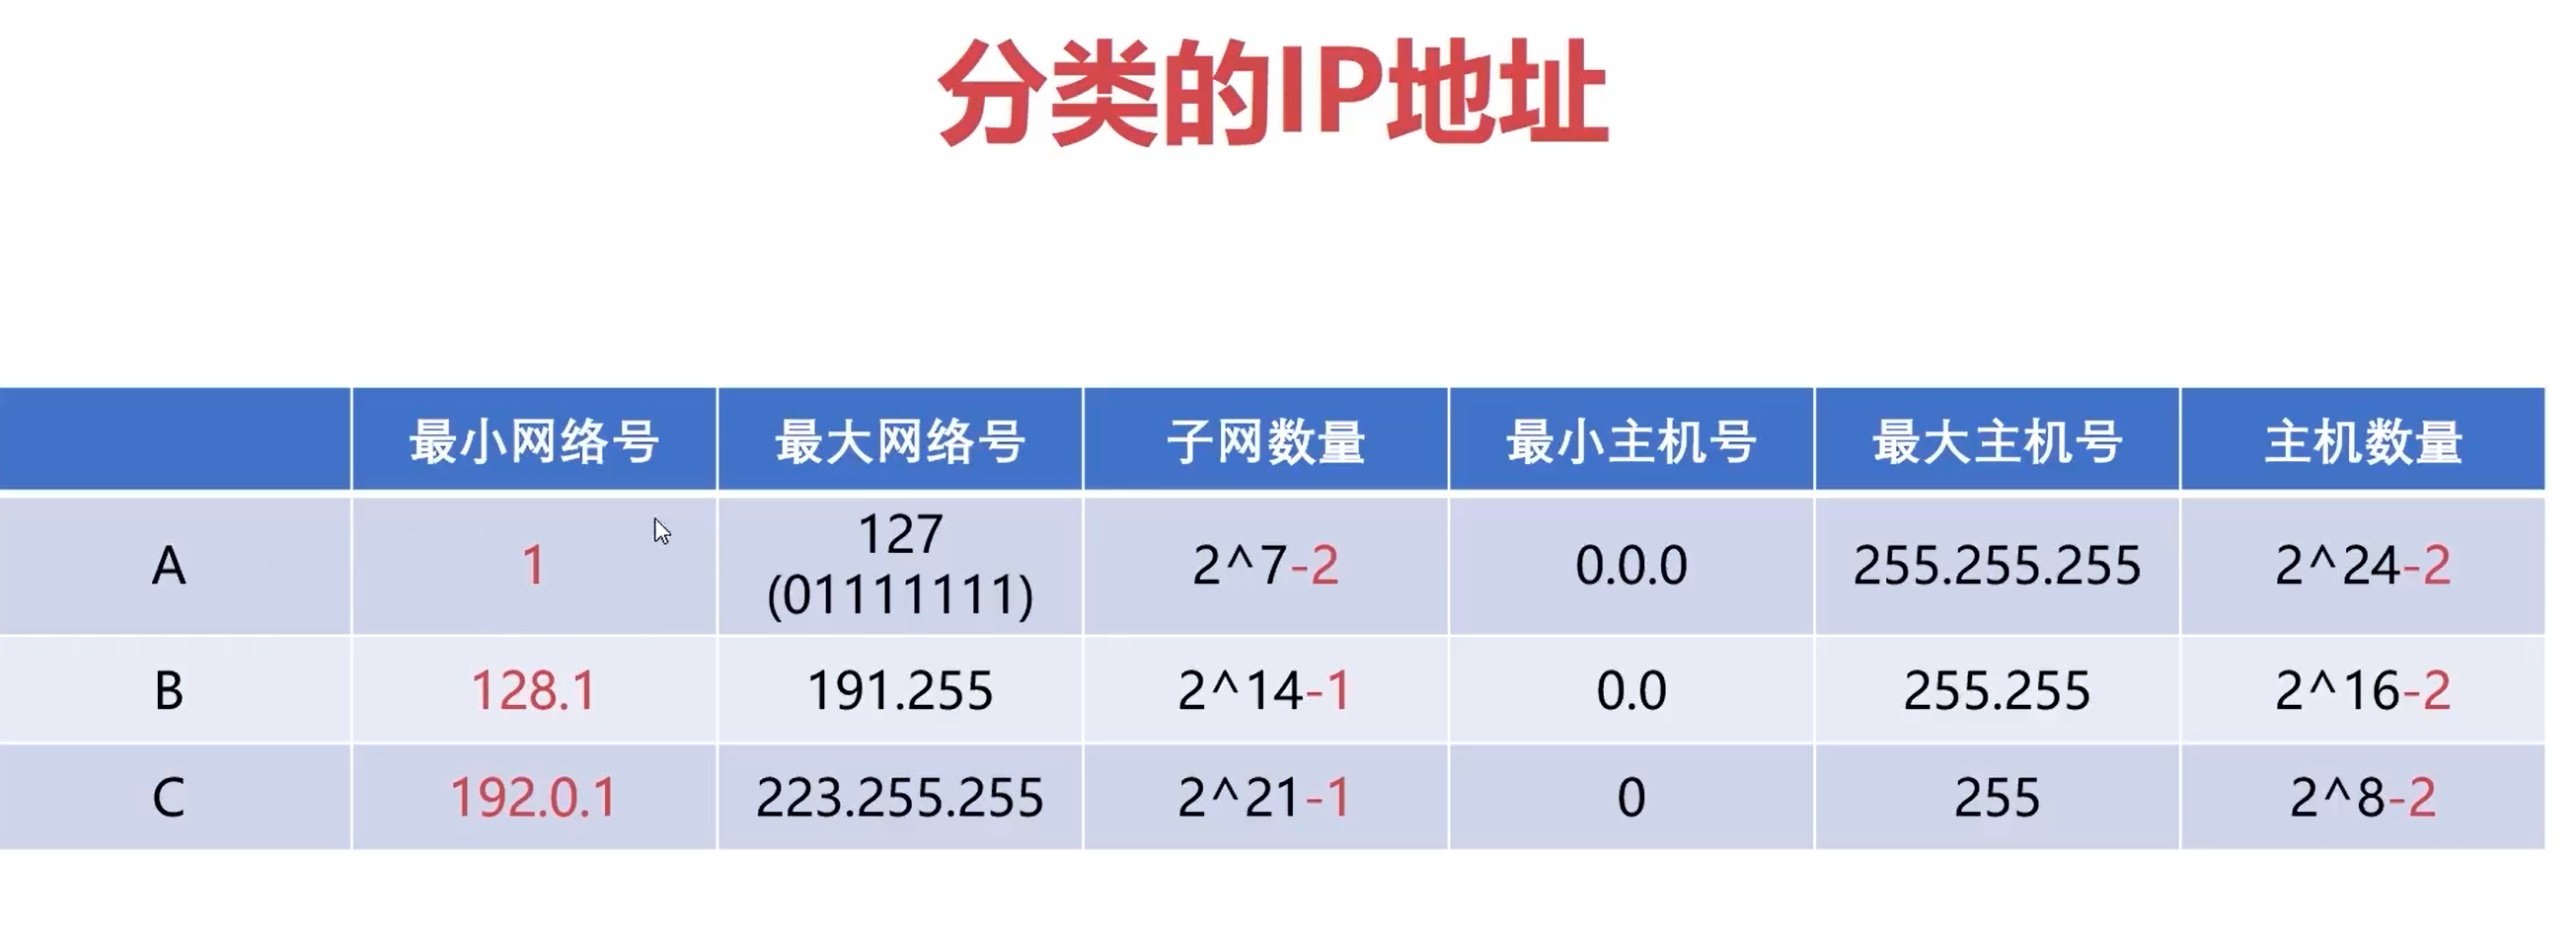 分类的IP地址
最小网络号 最大网络号 子网数量 最小主机号 最大主机号 主机数量
A 1 127 (01111111) 2^7-2 0.0.0 255.255.255 2^24-2
B 128.1 191.255 2^14-1 0.0 255.255 2^16-2
C 192.0.1 223.255.255 2^21-1 0 255 2^8-2